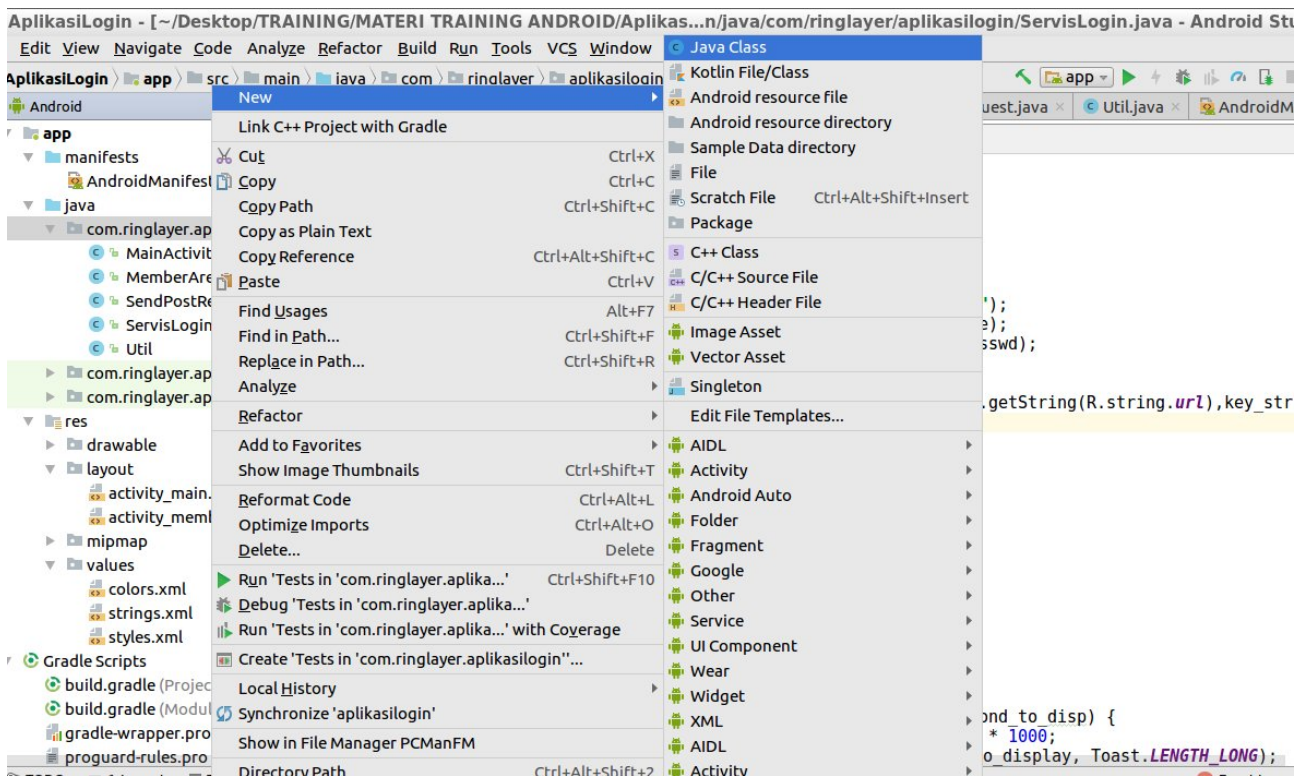 AplikasiLogin - [~/Desktop/TRAINING/MATERI TRAINING ANDROID/Aplikas...n/java/com/ringlayer/aplikasilogin/ServisLogin.java - Android Stu
Edit View Navigate Code Analyze Refactor Build Run Tools VCS Window
AplikasiLogin app src main java com ringlayer aplikasilogin
app
Android
uest.java
Util.java
AndroidM
app
manifests
AndroidManifest
java
com.ringlayer.ap
MainActivit
MemberAre
SendPostRe
ServisLogin
Util
com.ringlayer.ap
com.ringlayer.ap
res
drawable
layout
activity_main.
activity_meml
mipmap
values
colors.xml
strings.xml
styles.xml
Gradle Scripts
build.gradle (Projec
build.gradle (Modul
gradle-wrapper.pro
proguard-rules.pro
New
Link C++ Project with Gradle
Cut Ctrl+X
Copy Ctrl+C
Copy Path Ctrl+Shift+C
Copy as Plain Text
Copy Reference Ctrl+Alt+Shift+C
Paste Ctrl+V
Find Usages Alt+F7
Find in Path... Ctrl+Shift+F
Replace in Path... Ctrl+Shift+R
Analyze
Refactor
Add to Favorites
Show Image Thumbnails Ctrl+Shift+T
Reformat Code Ctrl+Alt+L
Optimize Imports Ctrl+Alt+O
Delete... Delete
Run 'Tests in 'com.ringlayer.aplika...' Ctrl+Shift+F10
Debug 'Tests in 'com.ringlayer.aplika...'
Run 'Tests in 'com.ringlayer.aplika...' with Coverage
Create 'Tests in 'com.ringlayer.aplikasilogin''...
Local History
Synchronize 'aplikasilogin'
Show in File Manager PCManFM
Directory Path Ctrl+Alt+Shift+2
Java Class
Kotlin File/Class
Android resource file
Android resource directory
Sample Data directory
File
Scratch File Ctrl+Alt+Shift+Insert
Package
C++ Class
C/C++ Source File
C/C++ Header File
Image Asset
Vector Asset
Singleton
Edit File Templates...
AIDL
Activity
Android Auto
Folder
Fragment
Google
Other
Service
UI Component
Wear
Widget
XML
AIDL
Activity
');
e);
sswd);
.getString(R.string.url),key_str
ond_to_disp) {
* 1000;
o_display, Toast.LENGTH_LONG);